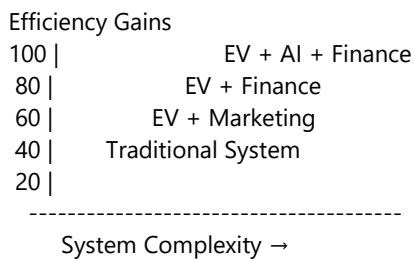 Efficiency Gains
100 | EV + AI + Finance
80 | EV + Finance
60 | EV + Marketing
40 | Traditional System
20 |
---------------------------------------
System Complexity →